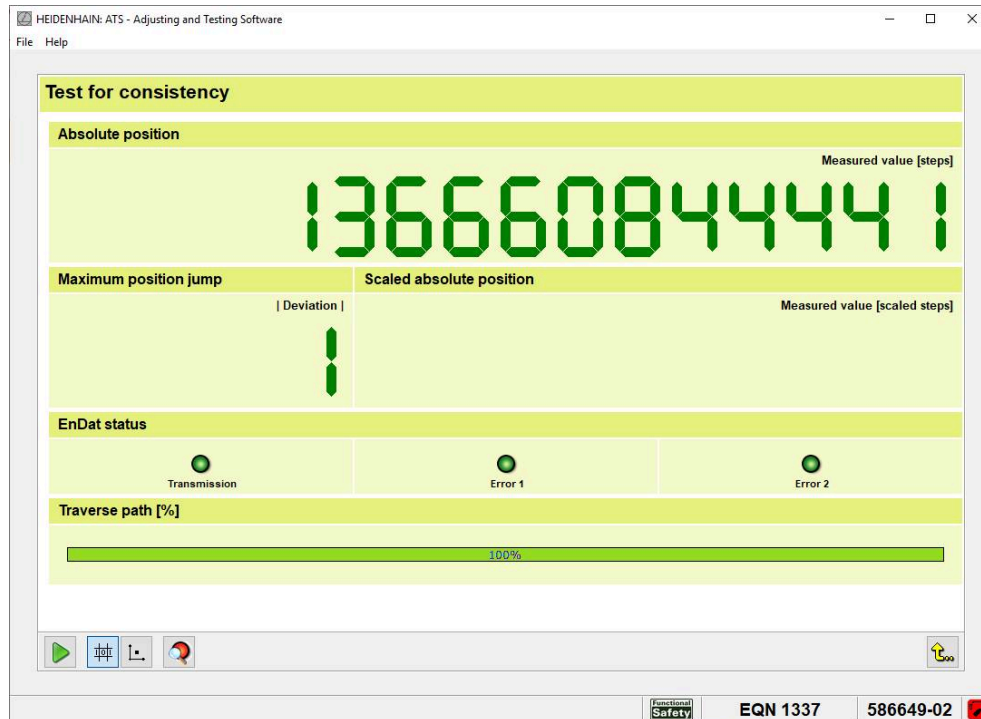 HEIDENHAIN: ATS - Adjusting and Testing Software
File Help
Test for consistency
Absolute position
Measured value [steps]
136660844441
Maximum position jump
Scaled absolute position
| Deviation |
Measured value [scaled steps]
1
EnDat status
Transmission
Error 1
Error 2
Traverse path [%]
100%
Functional Safety
EQN 1337
586649-02